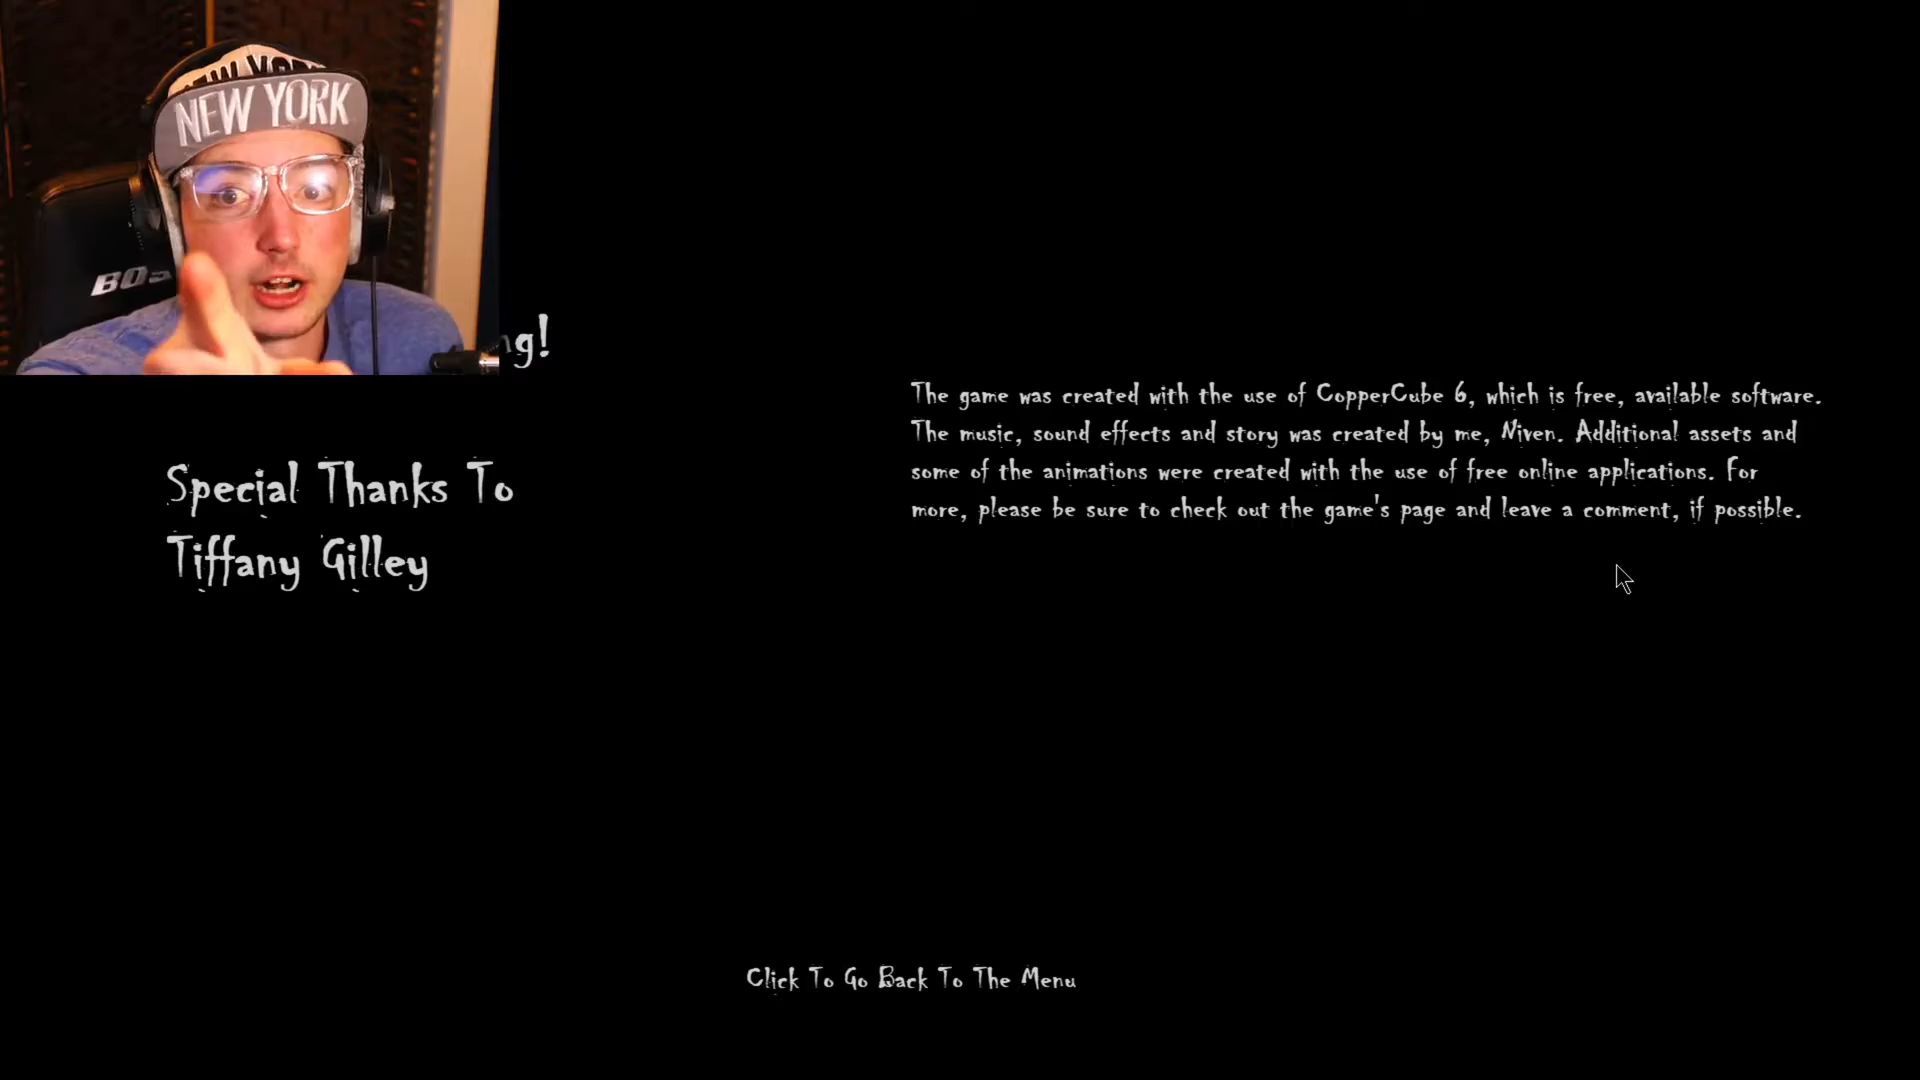 NEW YORK
NEW YORK
Special Thanks To
Tiffany Gilley
The game was created with the use of CopperCube 6, which is free, available software.
The music, sound effects and story was created by me, Niven. Additional assets and
some of the animations were created with the use of free online applications. For
more, please be sure to check out the game's page and leave a comment, if possible.
Click To Go Back To The Menu